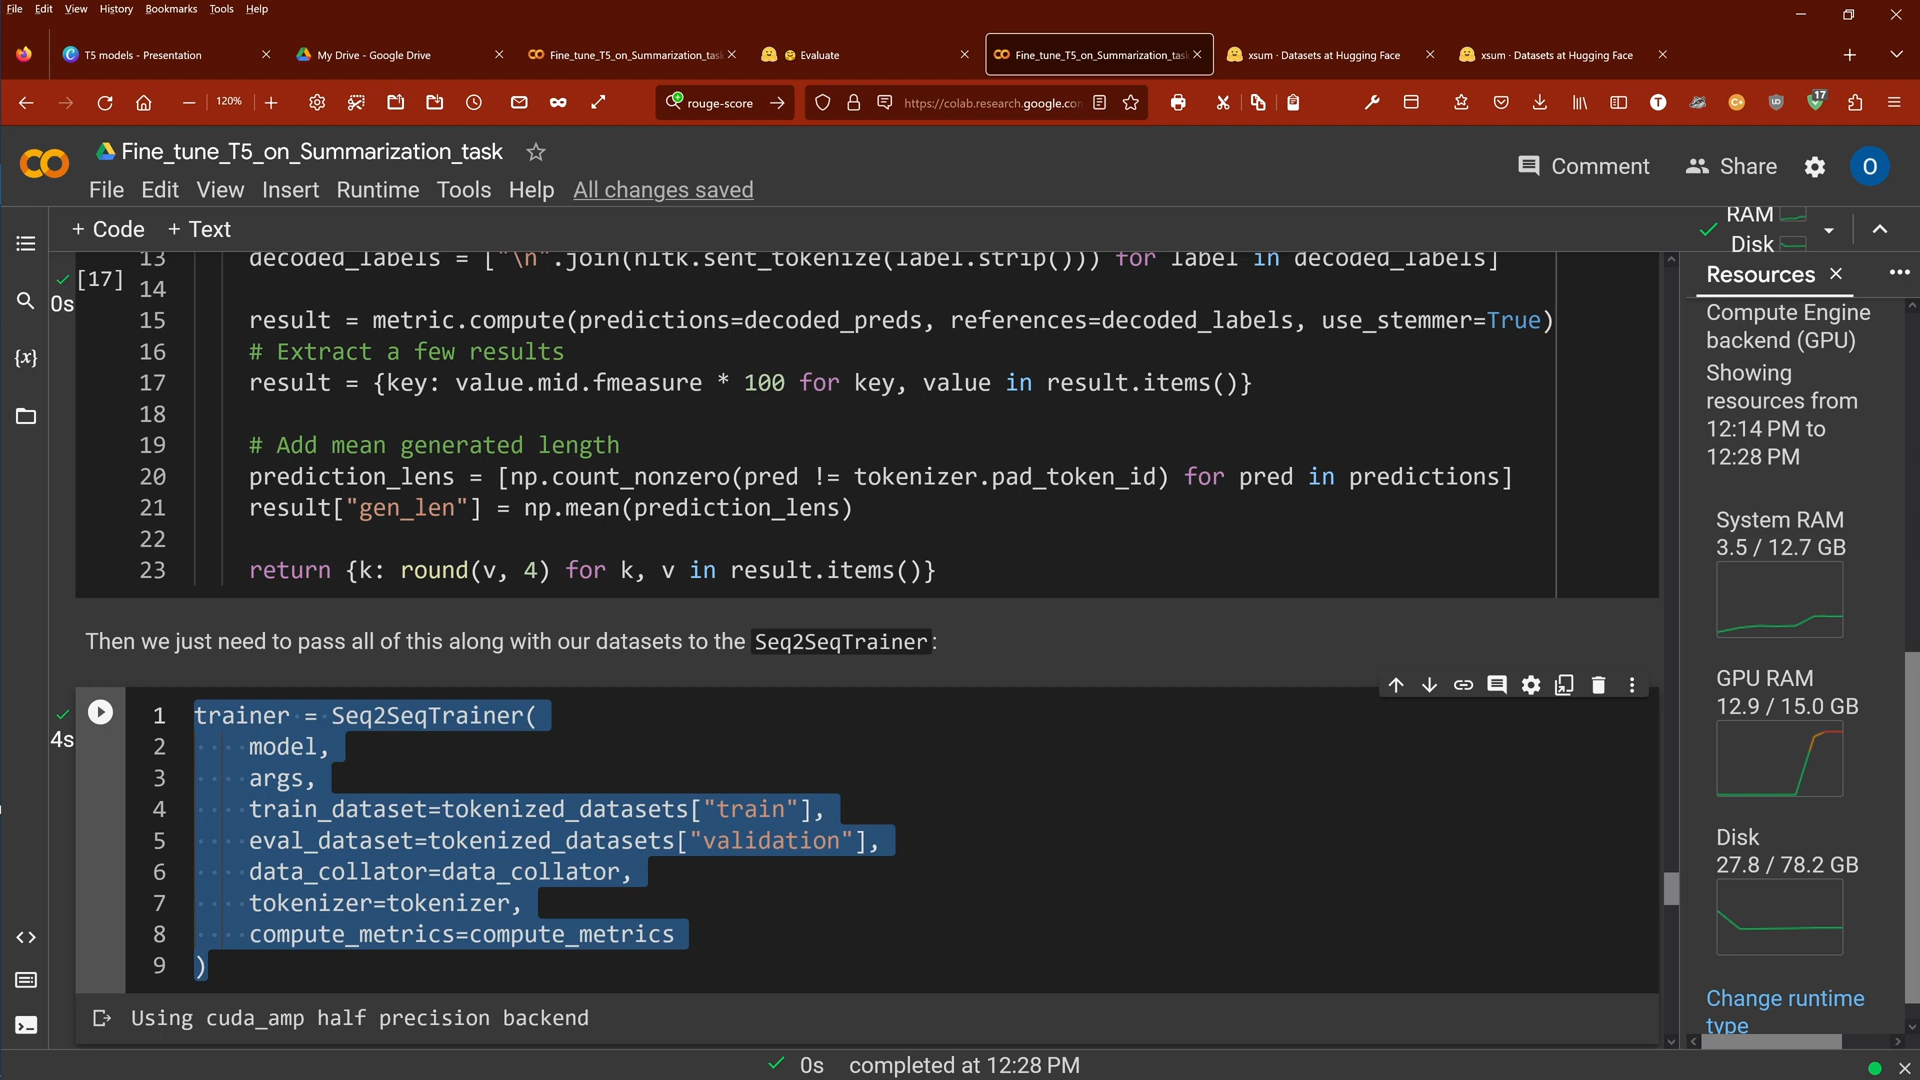 File Edit View History Bookmarks Tools Help
T5 models - Presentation
My Drive - Google Drive
Fine_tune_T5_on_Summarization_tas
Evaluate
Fine_tune_T5_on_Summarization_task
xsum · Datasets at Hugging Face
xsum · Datasets at Hugging Face
120%
rouge-score
https://colab.research.google.co
17
Fine_tune_T5_on_Summarization_task
Comment
Share
O
File Edit View Insert Runtime Tools Help All changes saved
+ Code + Text
RAM
Disk
[17]
0s
13 decoded_labels = ["\n".join(nltk.sent_tokenize(label.strip())) for label in decoded_labels]
14
15 result = metric.compute(predictions=decoded_preds, references=decoded_labels, use_stemmer=True)
16 # Extract a few results
17 result = {key: value.mid.fmeasure * 100 for key, value in result.items()}
18
19 # Add mean generated length
20 prediction_lens = [np.count_nonzero(pred != tokenizer.pad_token_id) for pred in predictions]
21 result["gen_len"] = np.mean(prediction_lens)
22
23 return {k: round(v, 4) for k, v in result.items()}
Then we just need to pass all of this along with our datasets to the Seq2SeqTrainer:
4s
1 trainer = Seq2SeqTrainer(
2 model,
3 args,
4 train_dataset=tokenized_datasets["train"],
5 eval_dataset=tokenized_datasets["validation"],
6 data_collator=data_collator,
7 tokenizer=tokenizer,
8 compute_metrics=compute_metrics
9 )
Using cuda_amp half precision backend
Resources
Compute Engine
backend (GPU)
Showing
resources from
12:14 PM to
12:28 PM
System RAM
3.5 / 12.7 GB
GPU RAM
12.9 / 15.0 GB
Disk
27.8 / 78.2 GB
Change runtime
type
0s completed at 12:28 PM